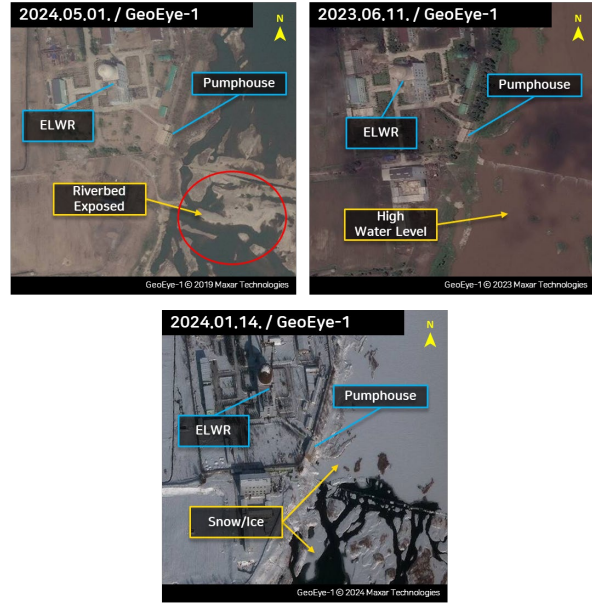 2024.05.01. / GeoEye-1
N
Pumphouse
ELWR
Riverbed
Exposed
GeoEye-1 © 2019 Maxar Technologies
2023.06.11. / GeoEye-1
N
Pumphouse
ELWR
High
Water Level
GeoEye-1 © 2023 Maxar Technologies
2024.01.14. / GeoEye-1
N
Pumphouse
ELWR
Snow/Ice
GeoEye-1 © 2024 Maxar Technologies